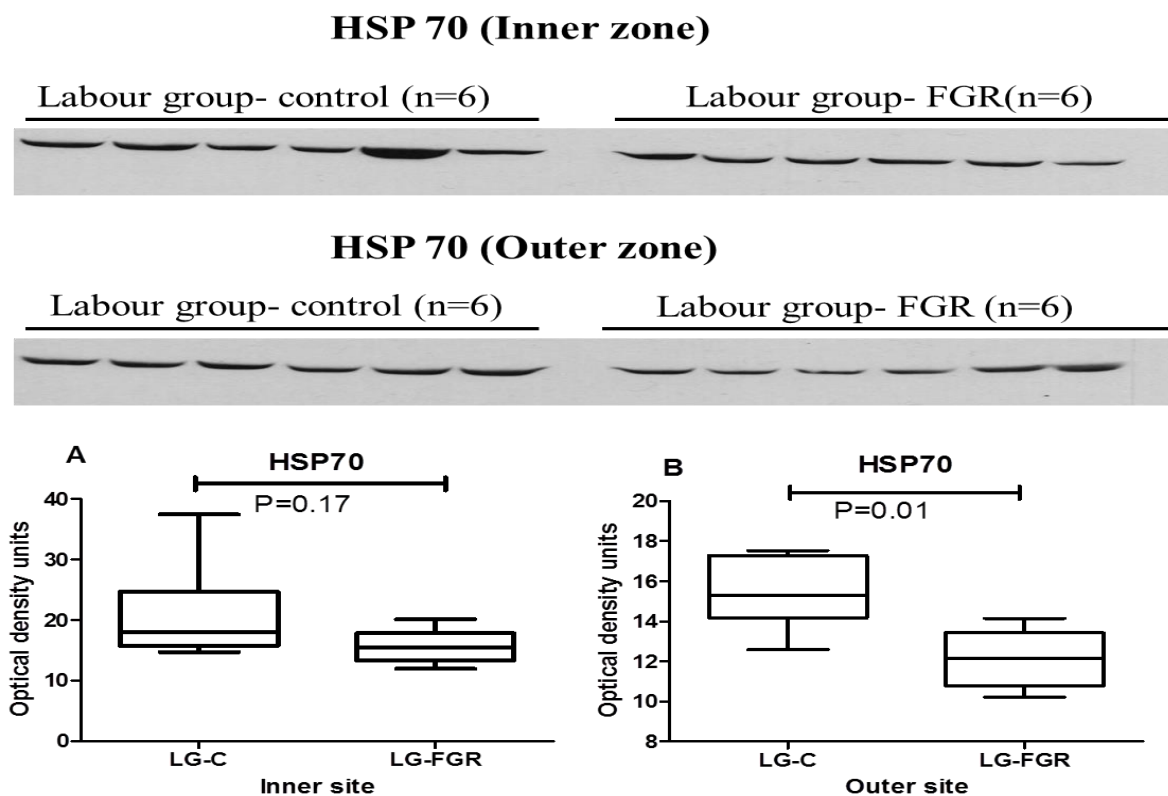 HSP 70 (Inner zone)
Labour group- control (n=6)
Labour group- FGR(n=6)
HSP 70 (Outer zone)
Labour group- control (n=6)
Labour group- FGR (n=6)
A
HSP70
P=0.17
Optical density units
40
30
20
10
0
LG-C
LG-FGR
Inner site
B
HSP70
P=0.01
Optical density units
20
18
16
14
12
10
8
LG-C
LG-FGR
Outer site